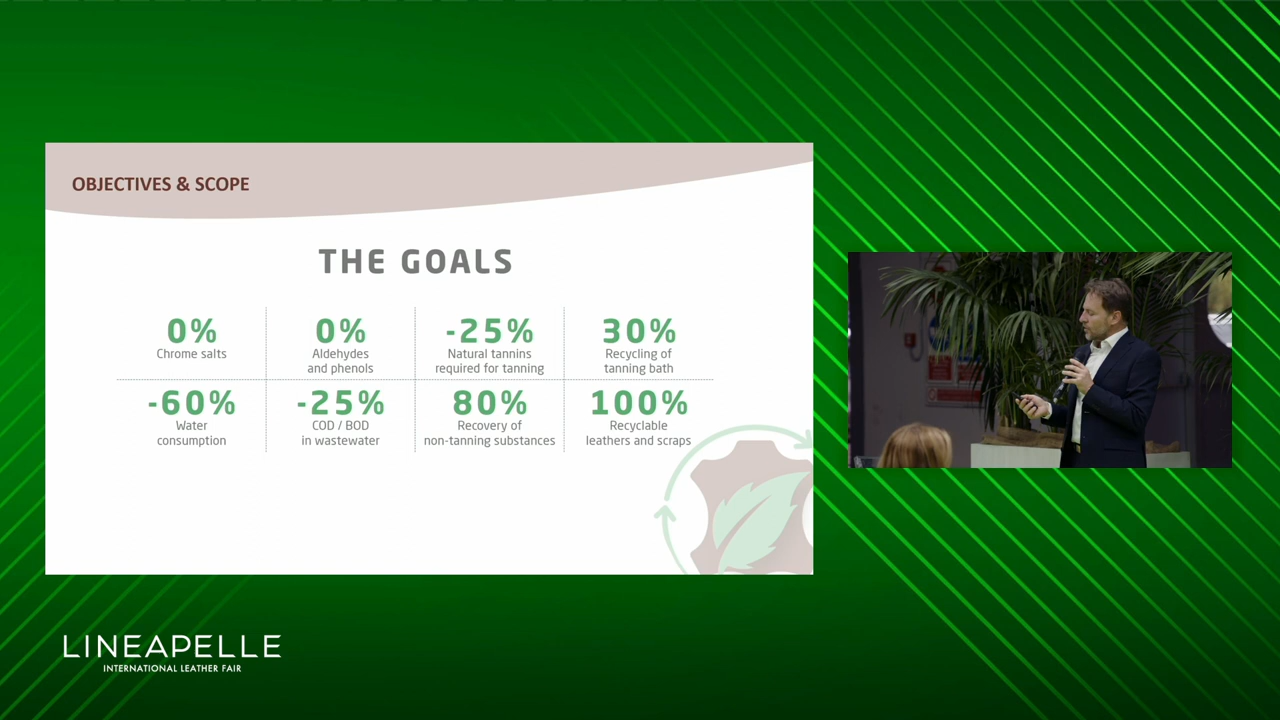 OBJECTIVES & SCOPE
THE GOALS
0%
Chrome salts
0%
Aldehydes
and phenols
-25%
Natural tannins
required for tanning
30%
Recycling of
tanning bath
-60%
Water
consumption
-25%
COD / BOD
in wastewater
80%
Recovery of
non-tanning substances
100%
Recyclable
leathers and scraps
LINEAPELLE
INTERNATIONAL LEATHER FAIR